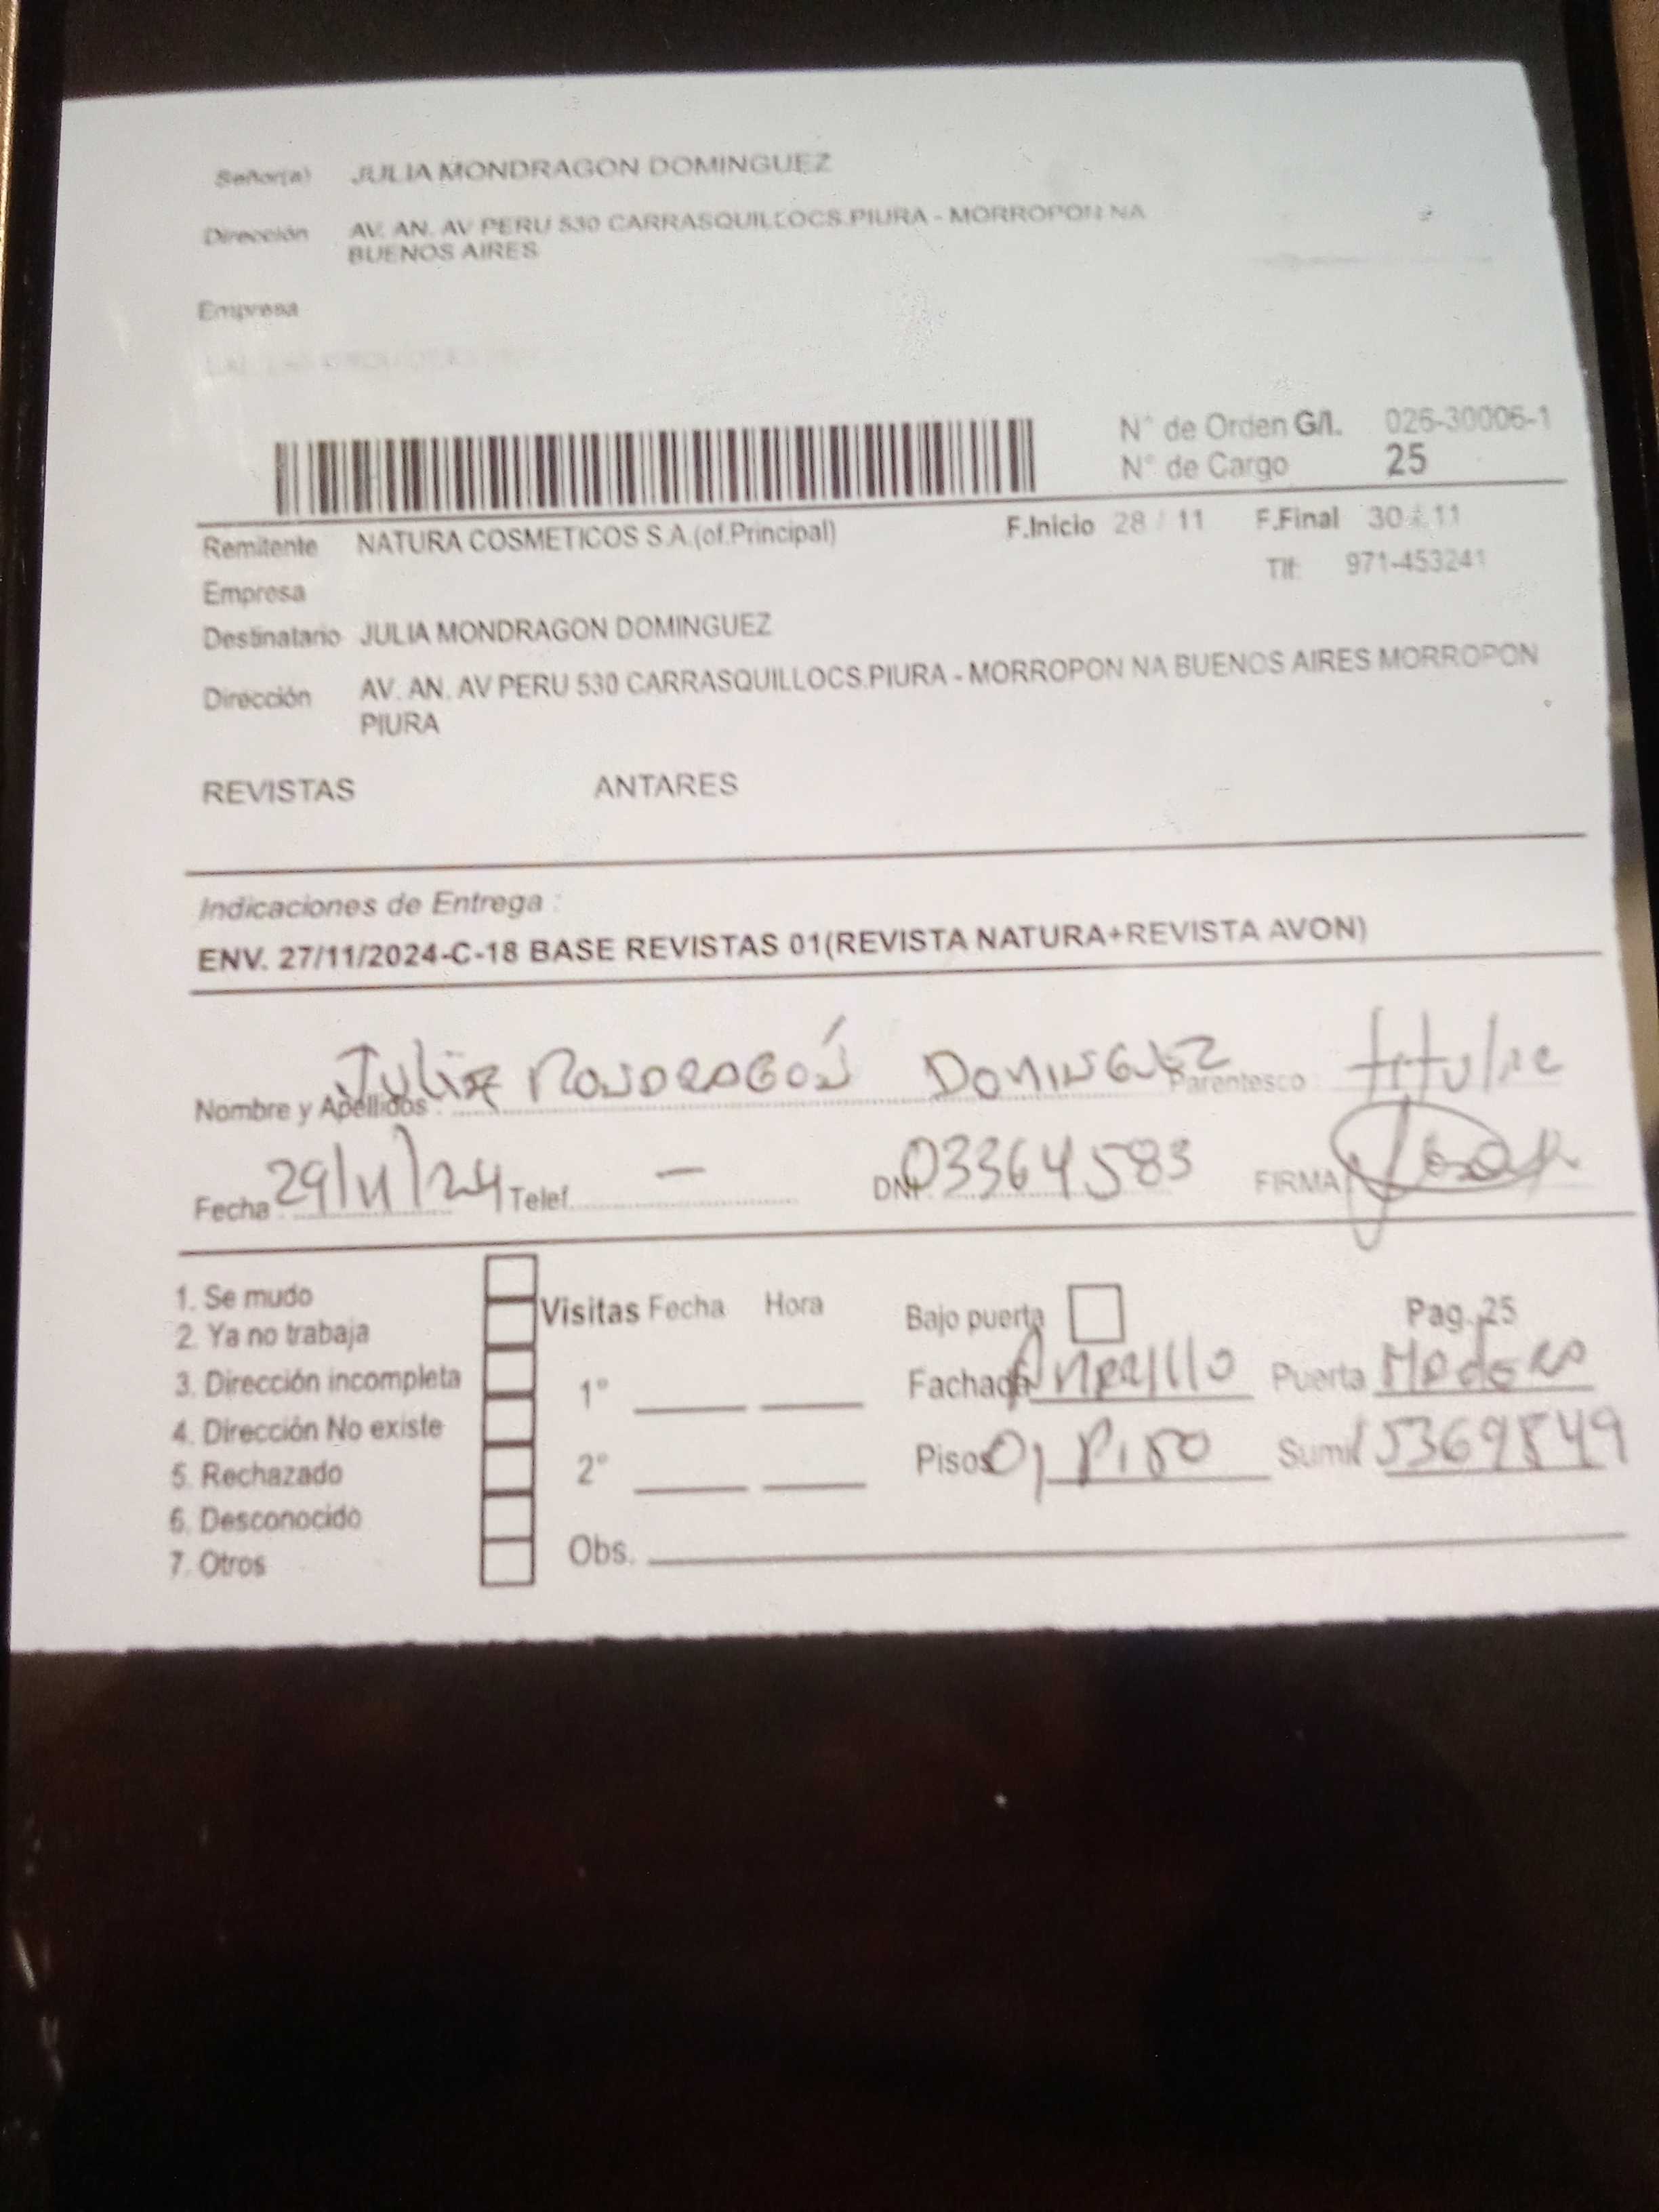 Señor(a) JULIA MONDRAGON DOMINGUEZ
Dirección AV. AN. AV PERU 530 CARRASQUILLOCS.PIURA - MORROPON NA
BUENOS AIRES
Empresa
N° de Orden G/I. 026-30006-1
N° de Cargo 25
Remitente NATURA COSMETICOS S.A.(of.Principal) F.Inicio 28 / 11 F.Final 30 / 11
Tlf: 971-453241
Empresa
Destinatario JULIA MONDRAGON DOMINGUEZ
Dirección AV. AN. AV PERU 530 CARRASQUILLOCS.PIURA - MORROPON NA BUENOS AIRES MORROPON
PIURA
REVISTAS ANTARES
Indicaciones de Entrega :
ENV. 27/11/2024-C-18 BASE REVISTAS 01(REVISTA NATURA+REVISTA AVON)
Nombre y Apellidos : Julia MONDRAGÓN DOMINGUEZ Parentesco : titular
Fecha : 29/11/24 Telef. - DNI. 03364583 FIRMA
1. Se mudo
2. Ya no trabaja
3. Dirección incompleta
4. Dirección No existe
5. Rechazado
6. Desconocido
7. Otros
Visitas Fecha Hora
1°
2°
Obs.
Bajo puerta Pag. 25
Fachada Amarillo Puerta Madera
Pisos 01 Piso Sumi 53698549